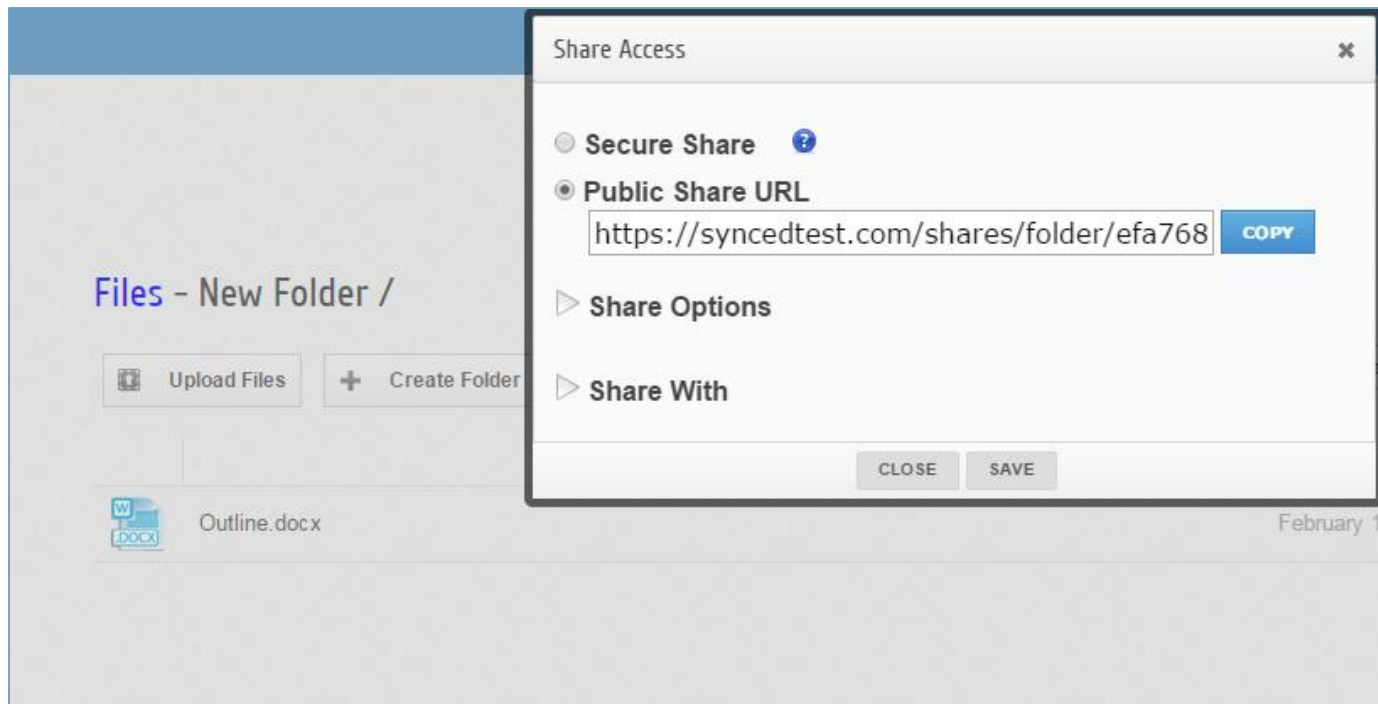 Share Access
Secure Share
Public Share URL
https://syncedtest.com/shares/folder/efa768
COPY
Files - New Folder /
Share Options
Upload Files
Create Folder
Share With
CLOSE
SAVE
W
.DOCX
Outline.docx
February 1